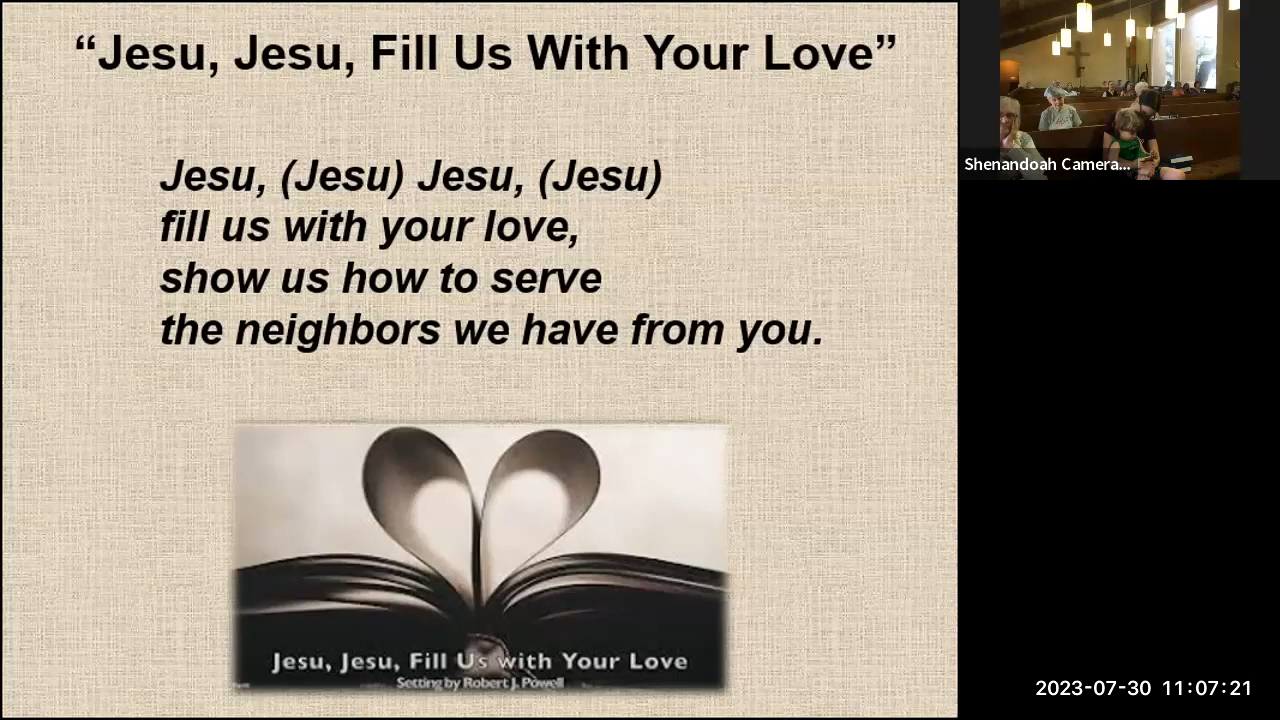 “Jesu, Jesu, Fill Us With Your Love”
Jesu, (Jesu) Jesu, (Jesu)
fill us with your love,
show us how to serve
the neighbors we have from you.
Jesu, Jesu, Fill Us with Your Love
Setting by Robert J. Powell
Shenandoah Camera...
2023-07-30 11:07:21